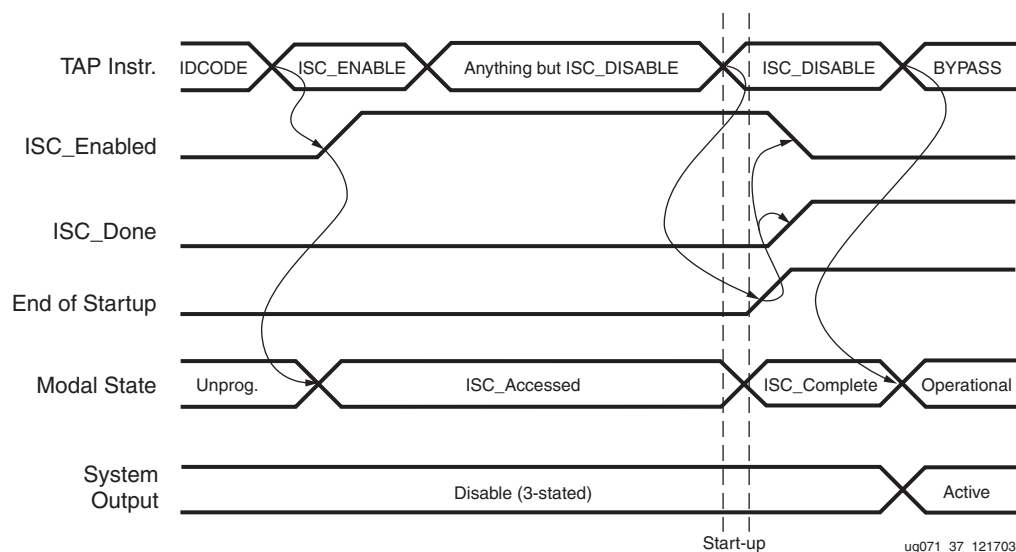 TAP Instr.
IDCODE
ISC_ENABLE
Anything but ISC_DISABLE
ISC_DISABLE
BYPASS
ISC_Enabled
ISC_Done
End of Startup
Modal State
Unprog.
ISC_Accessed
ISC_Complete
Operational
System
Output
Disable (3-stated)
Active
Start-up
ug071_37_121703